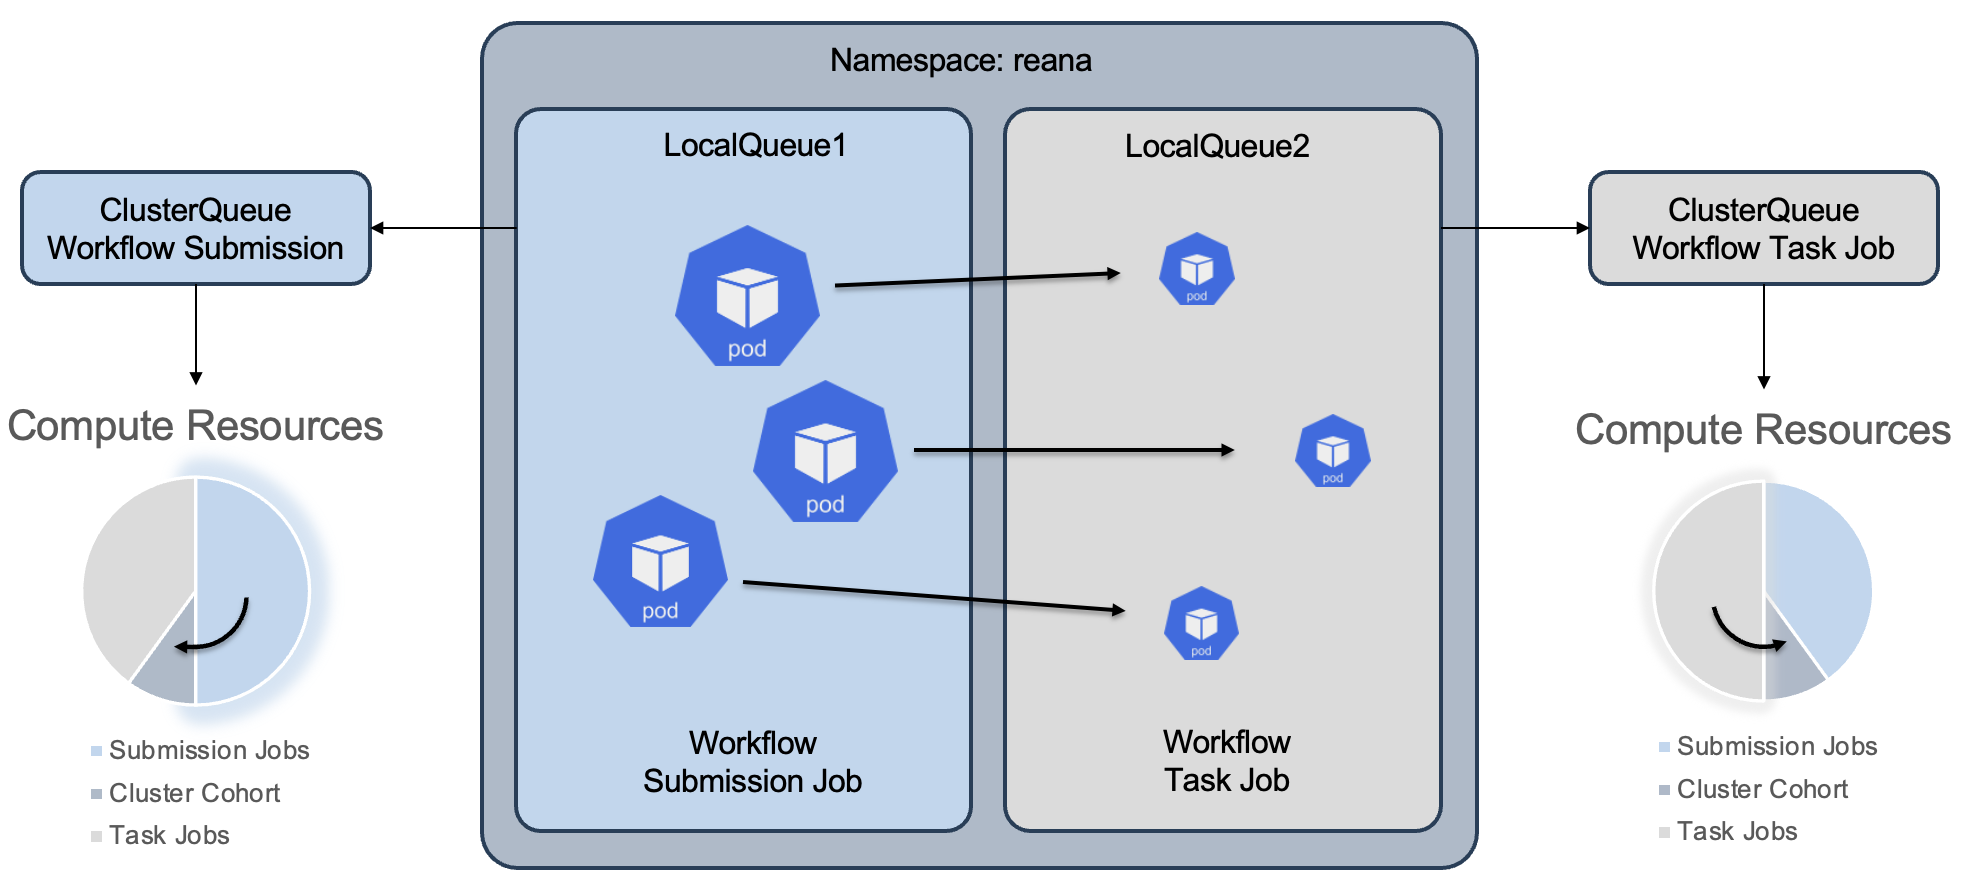 Namespace: reana
LocalQueue1
LocalQueue2
ClusterQueue
Workflow Submission
ClusterQueue
Workflow Task Job
pod
pod
pod
pod
pod
pod
Compute Resources
Submission Jobs
Cluster Cohort
Task Jobs
Workflow
Submission Job
Workflow
Task Job
Compute Resources
Submission Jobs
Cluster Cohort
Task Jobs